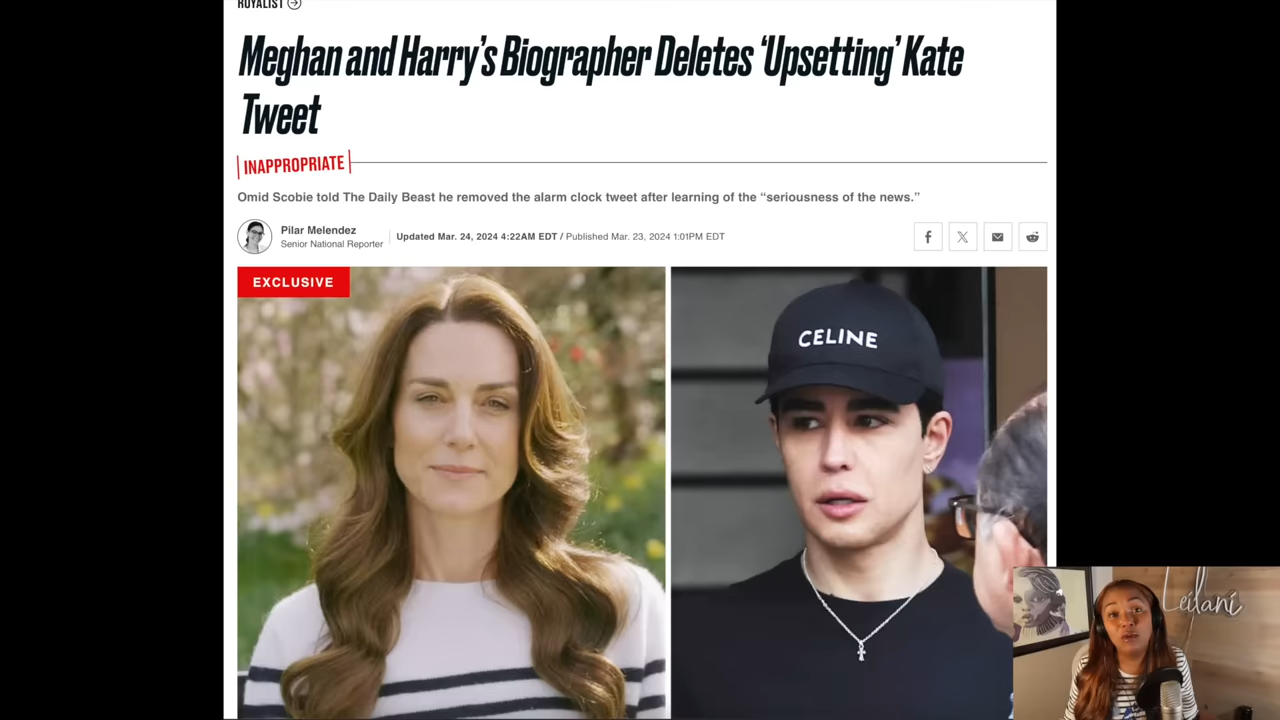 ROYALIST
Meghan and Harry's Biographer Deletes 'Upsetting' Kate
Tweet
INAPPROPRIATE
Omid Scobie told The Daily Beast he removed the alarm clock tweet after learning of the “seriousness of the news.”
Pilar Melendez
Senior National Reporter
Updated Mar. 24, 2024 4:22AM EDT / Published Mar. 23, 2024 1:01PM EDT
EXCLUSIVE
CELINE
Leilani